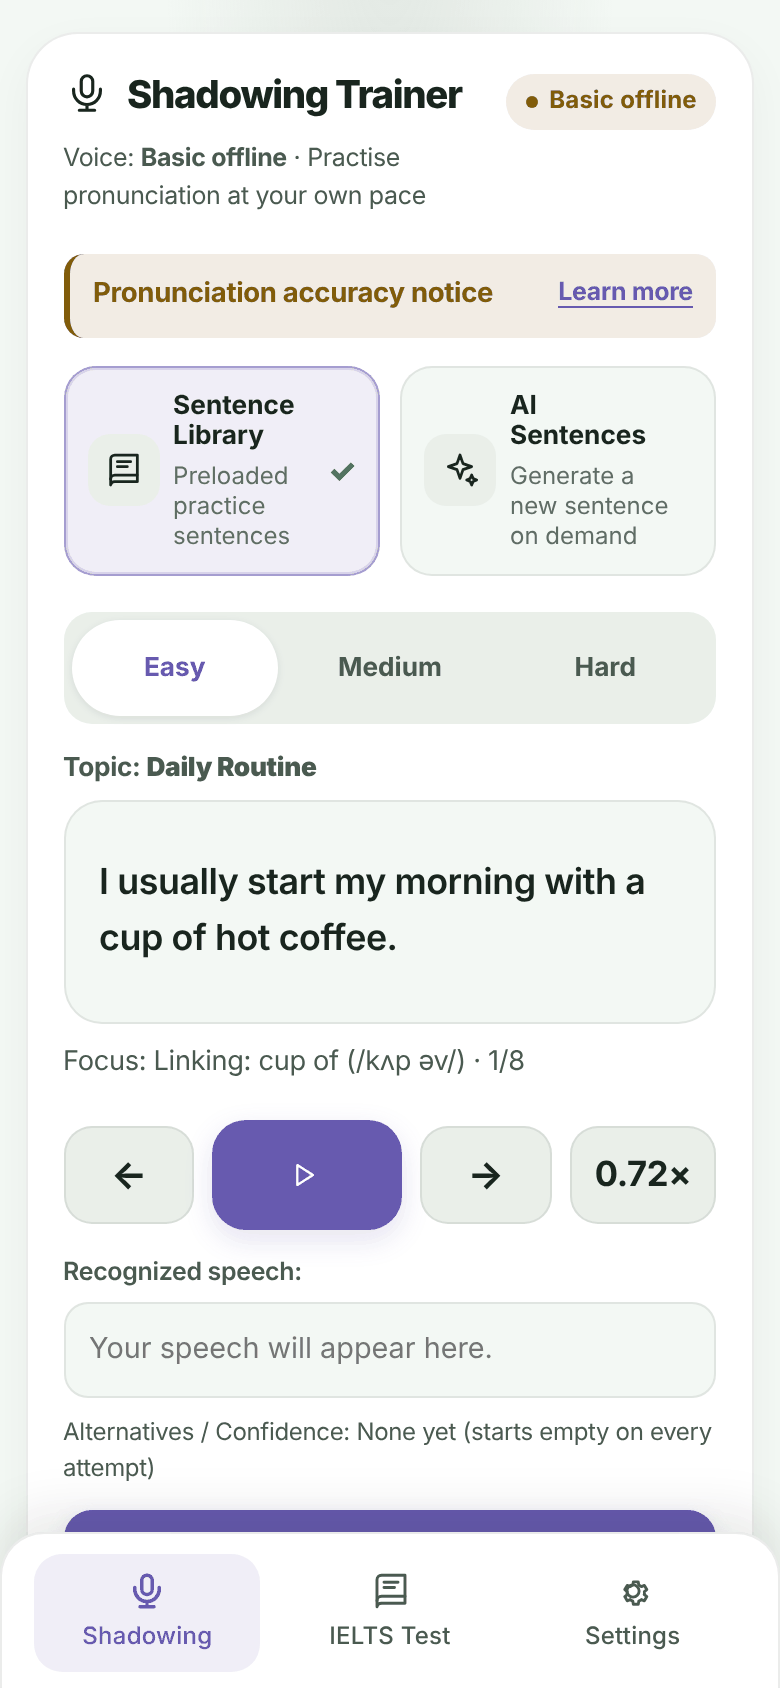 Shadowing Trainer
Basic offline
Voice: Basic offline · Practise
pronunciation at your own pace
Pronunciation accuracy notice
Learn more
Sentence
Library
Preloaded
practice
sentences
AI
Sentences
Generate a
new sentence
on demand
Easy
Medium
Hard
Topic: Daily Routine
I usually start my morning with a
cup of hot coffee.
Focus: Linking: cup of (/kʌp əv/) · 1/8
0.72×
Recognized speech:
Your speech will appear here.
Alternatives / Confidence: None yet (starts empty on every
attempt)
Shadowing
IELTS Test
Settings